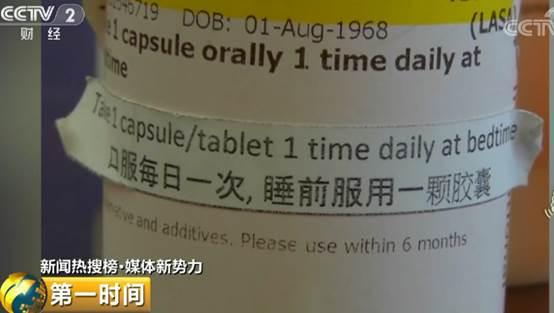 CCTV 2
财经
DOB: 01-Aug-1968
(LASA
CCTV
1 capsule orally 1 time daily at
Take 1 capsule/tablet 1 time daily at bedtime
口服每日一次, 睡前服用一颗胶囊
and additives. Please use within 6 months
新闻热搜榜·媒体新势力
第一时间